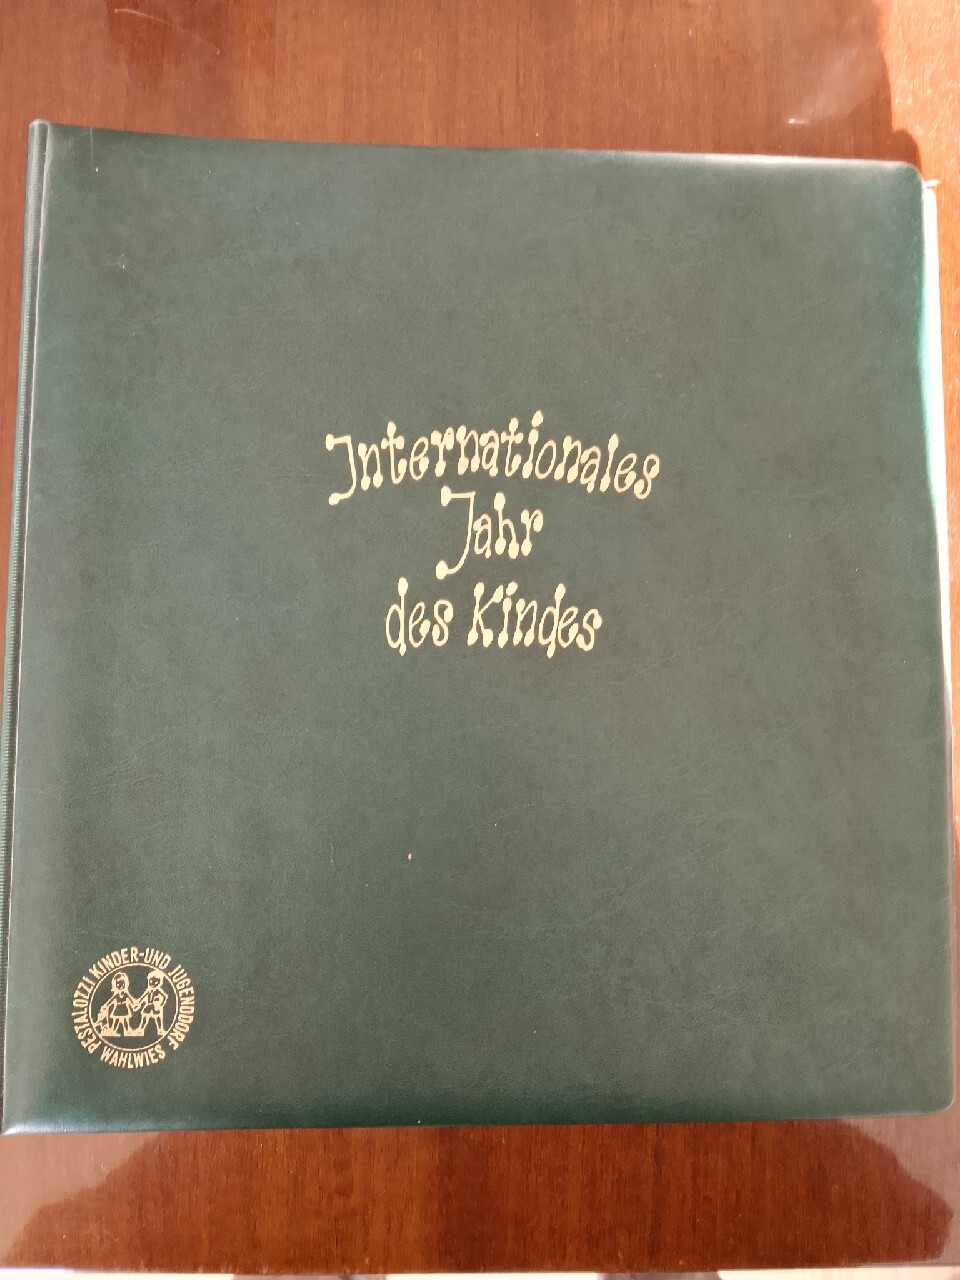 Internationales
Jahr
des Kindes
PESTALOZZI KINDER-UND JUGENDDORF
WAHLWIES